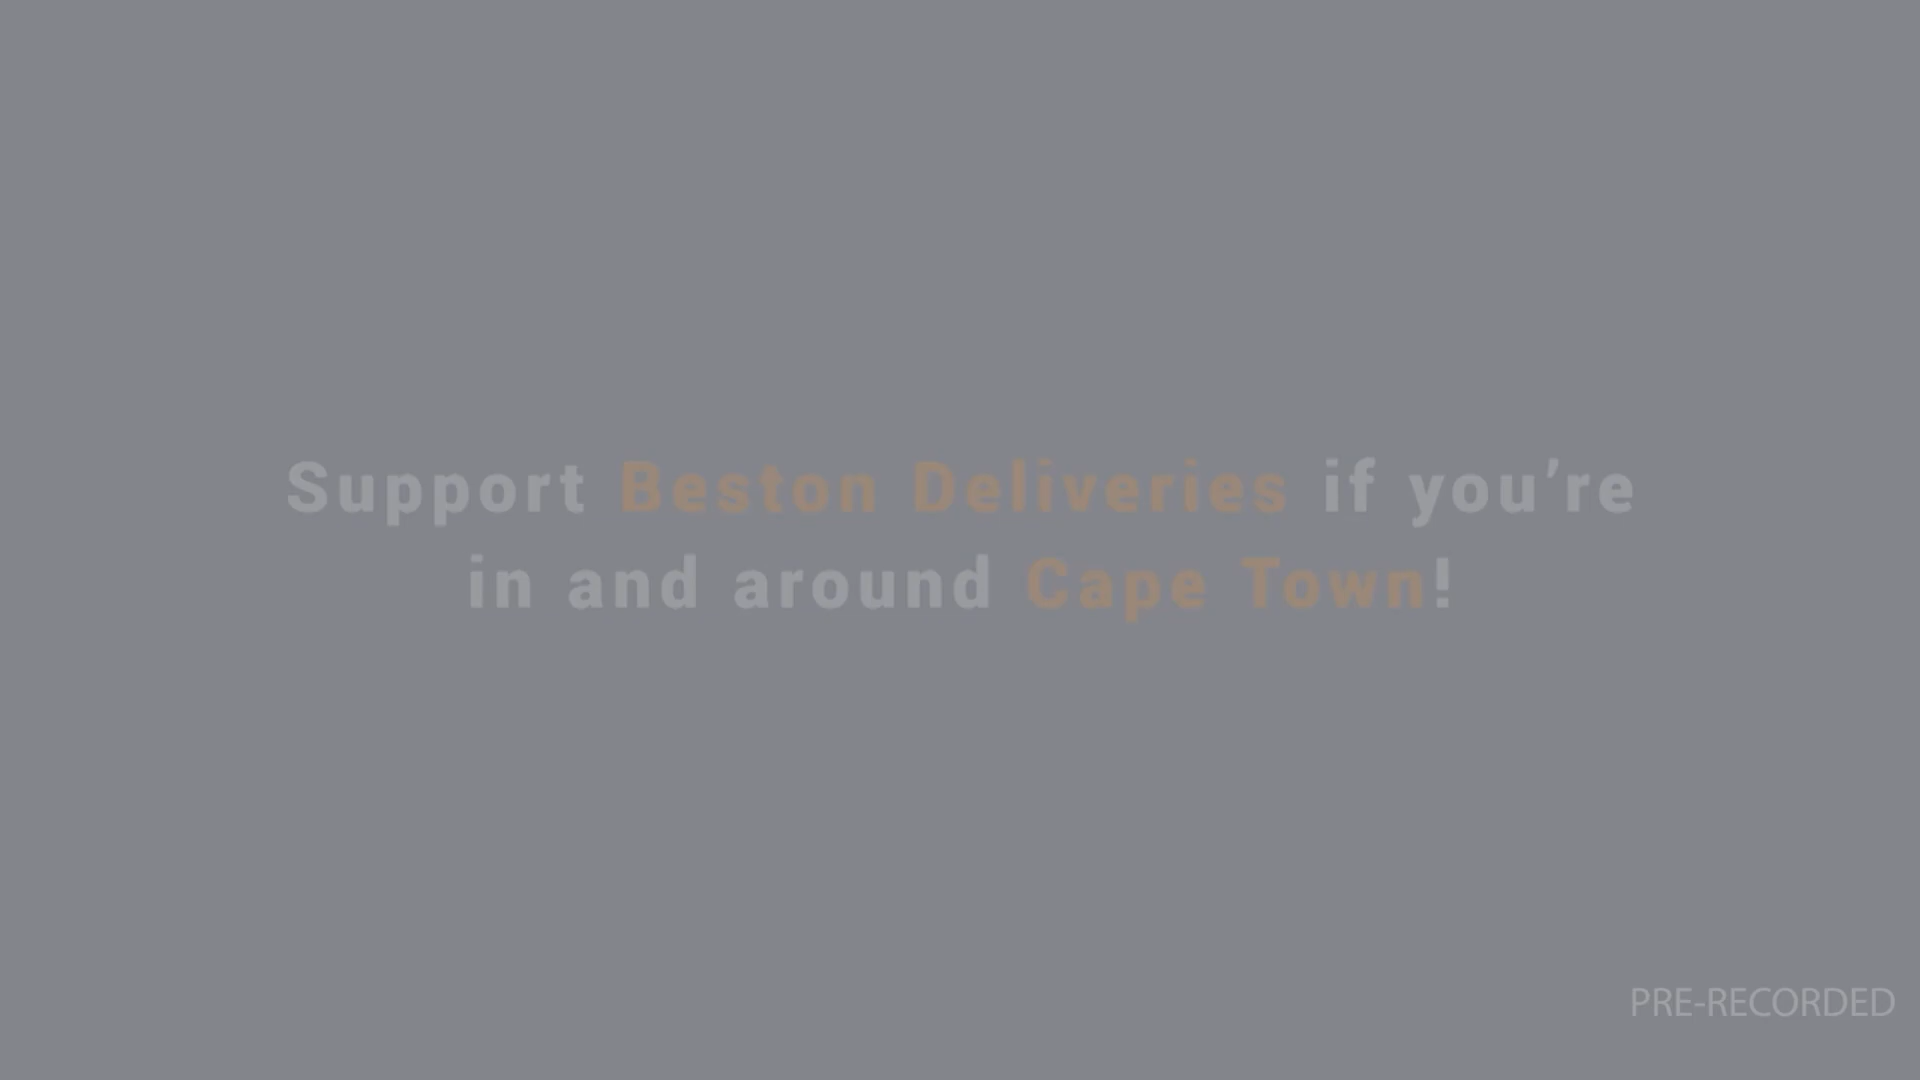 Support Beston Deliveries if you’re
in and around Cape Town!
PRE-RECORDED